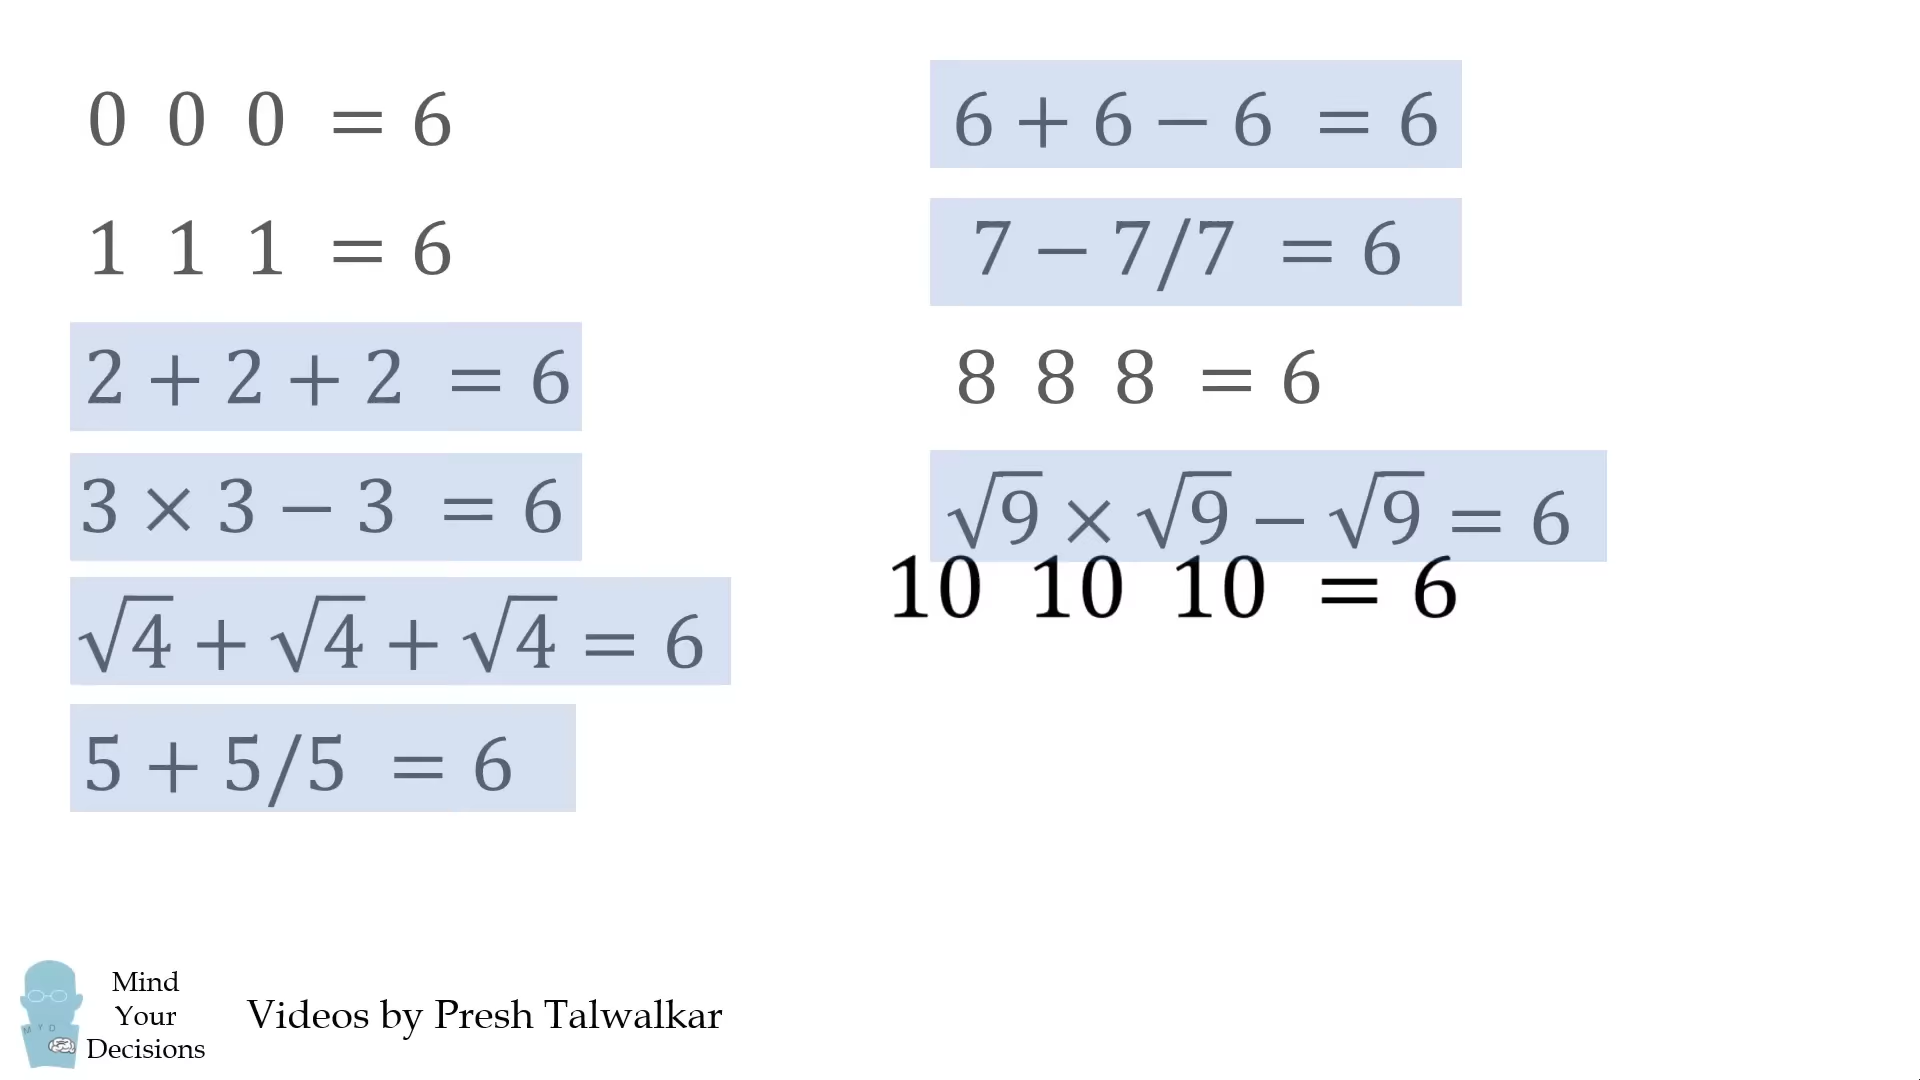 0 0 0 = 6
1 1 1 = 6
2 + 2 + 2 = 6
3 × 3 − 3 = 6
√4 + √4 + √4 = 6
5 + 5/5 = 6
6 + 6 − 6 = 6
7 − 7/7 = 6
8 8 8 = 6
√9 × √9 − √9 = 6
10 10 10 = 6
M Y D
Mind
Your
Decisions
Videos by Presh Talwalkar